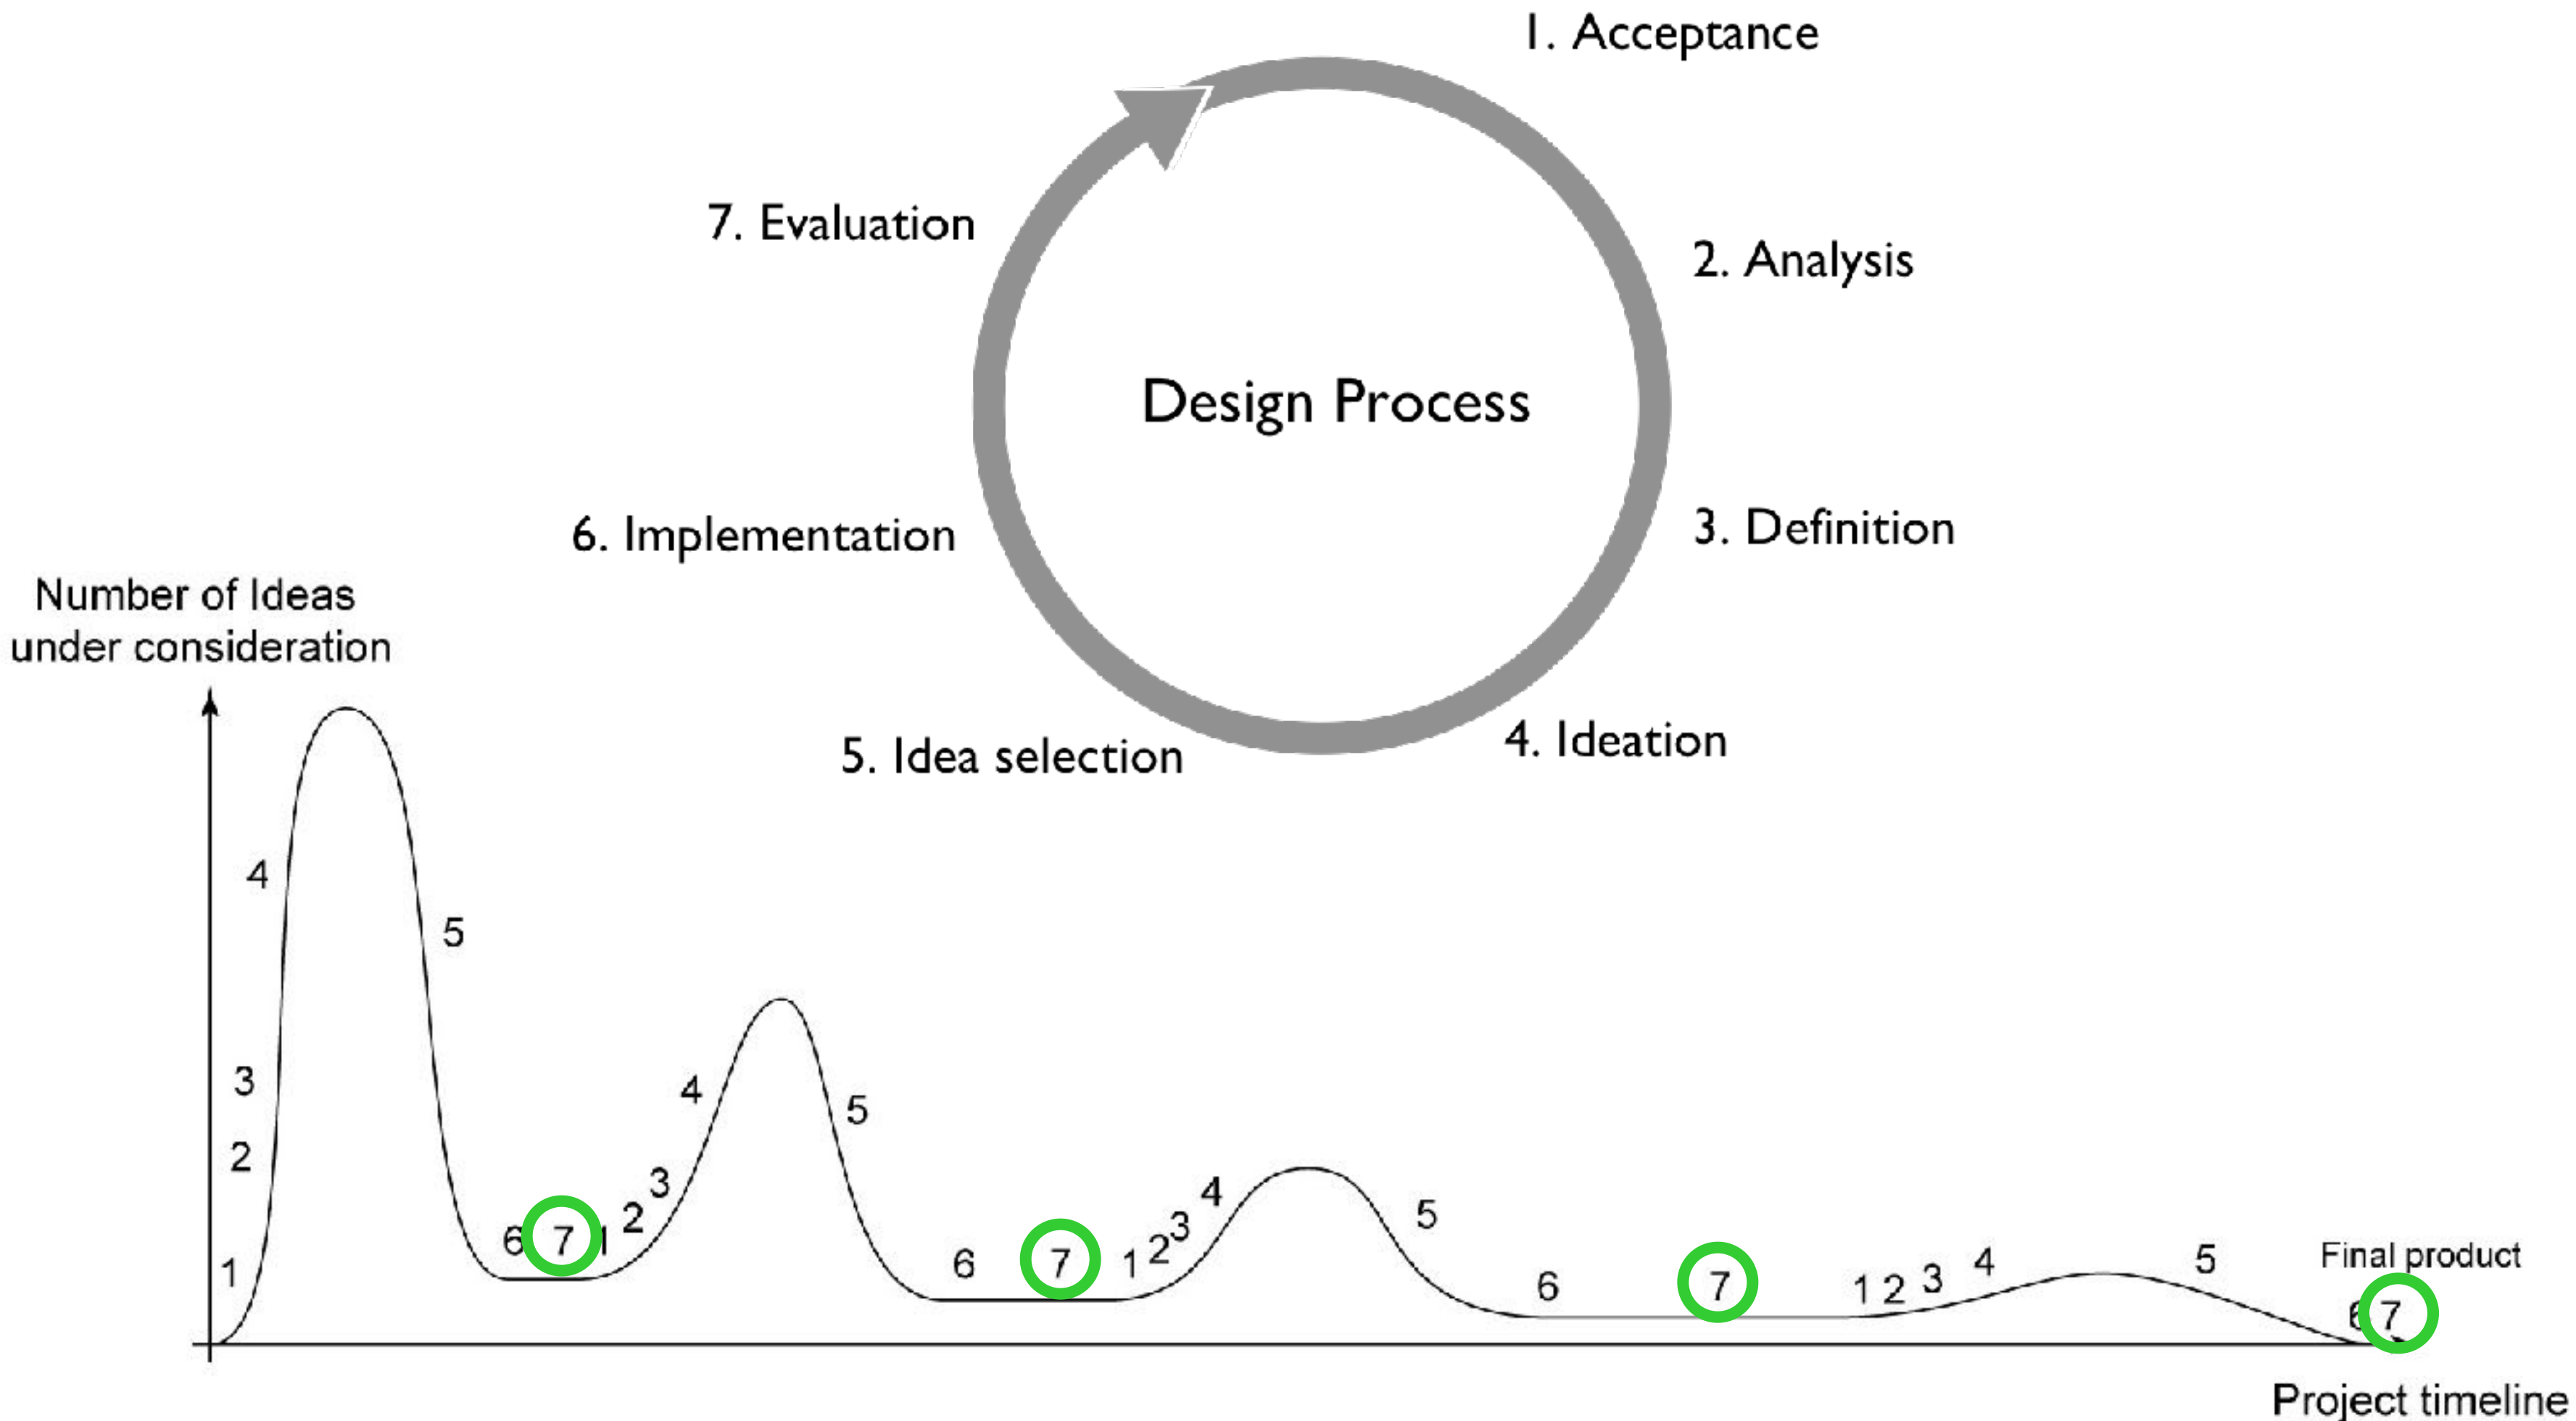 1. Acceptance
2. Analysis
3. Definition
4. Ideation
5. Idea selection
6. Implementation
7. Evaluation
Design Process
Number of Ideas
under consideration
1
2
3
4
5
6
7
1
2
3
4
5
6
7
1
2
3
4
5
6
7
1
2
3
4
5
6
7
Final product
Project timeline